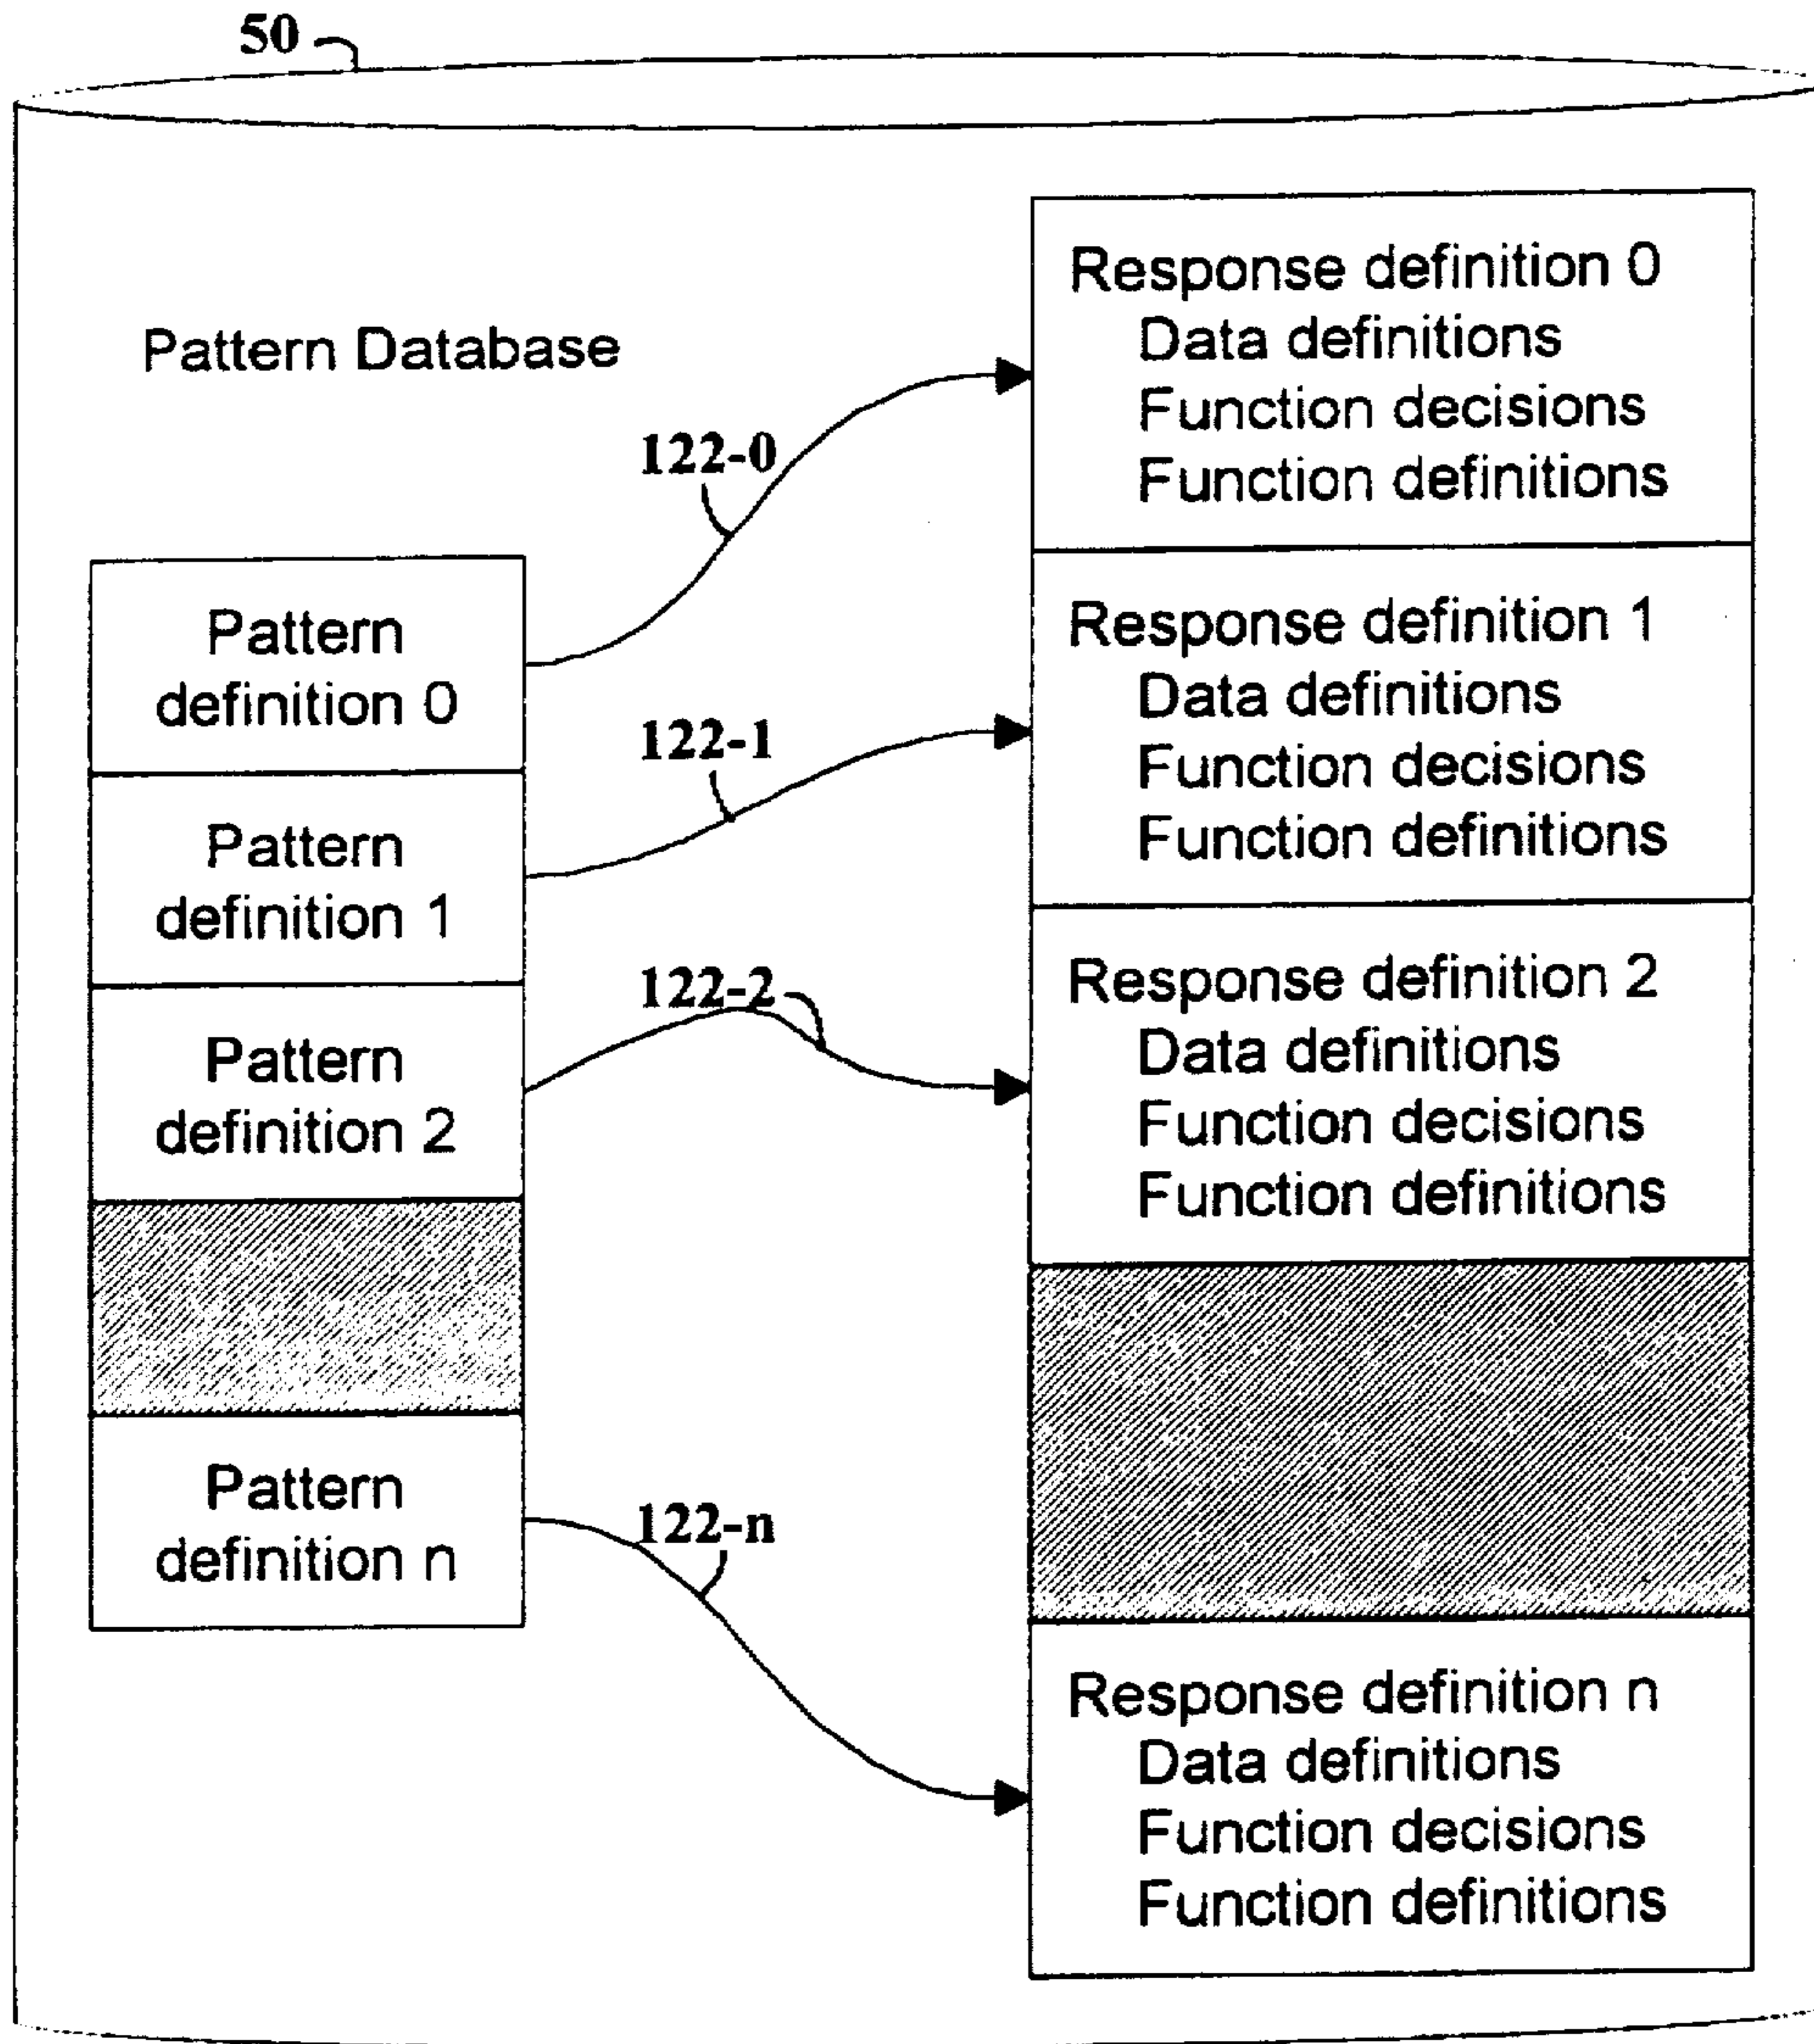 50
Pattern Database
122-0
122-1
122-2
122-n
Pattern
definition 0
Pattern
definition 1
Pattern
definition 2
Pattern
definition n
Response definition 0
Data definitions
Function decisions
Function definitions
Response definition 1
Data definitions
Function decisions
Function definitions
Response definition 2
Data definitions
Function decisions
Function definitions
Response definition n
Data definitions
Function decisions
Function definitions